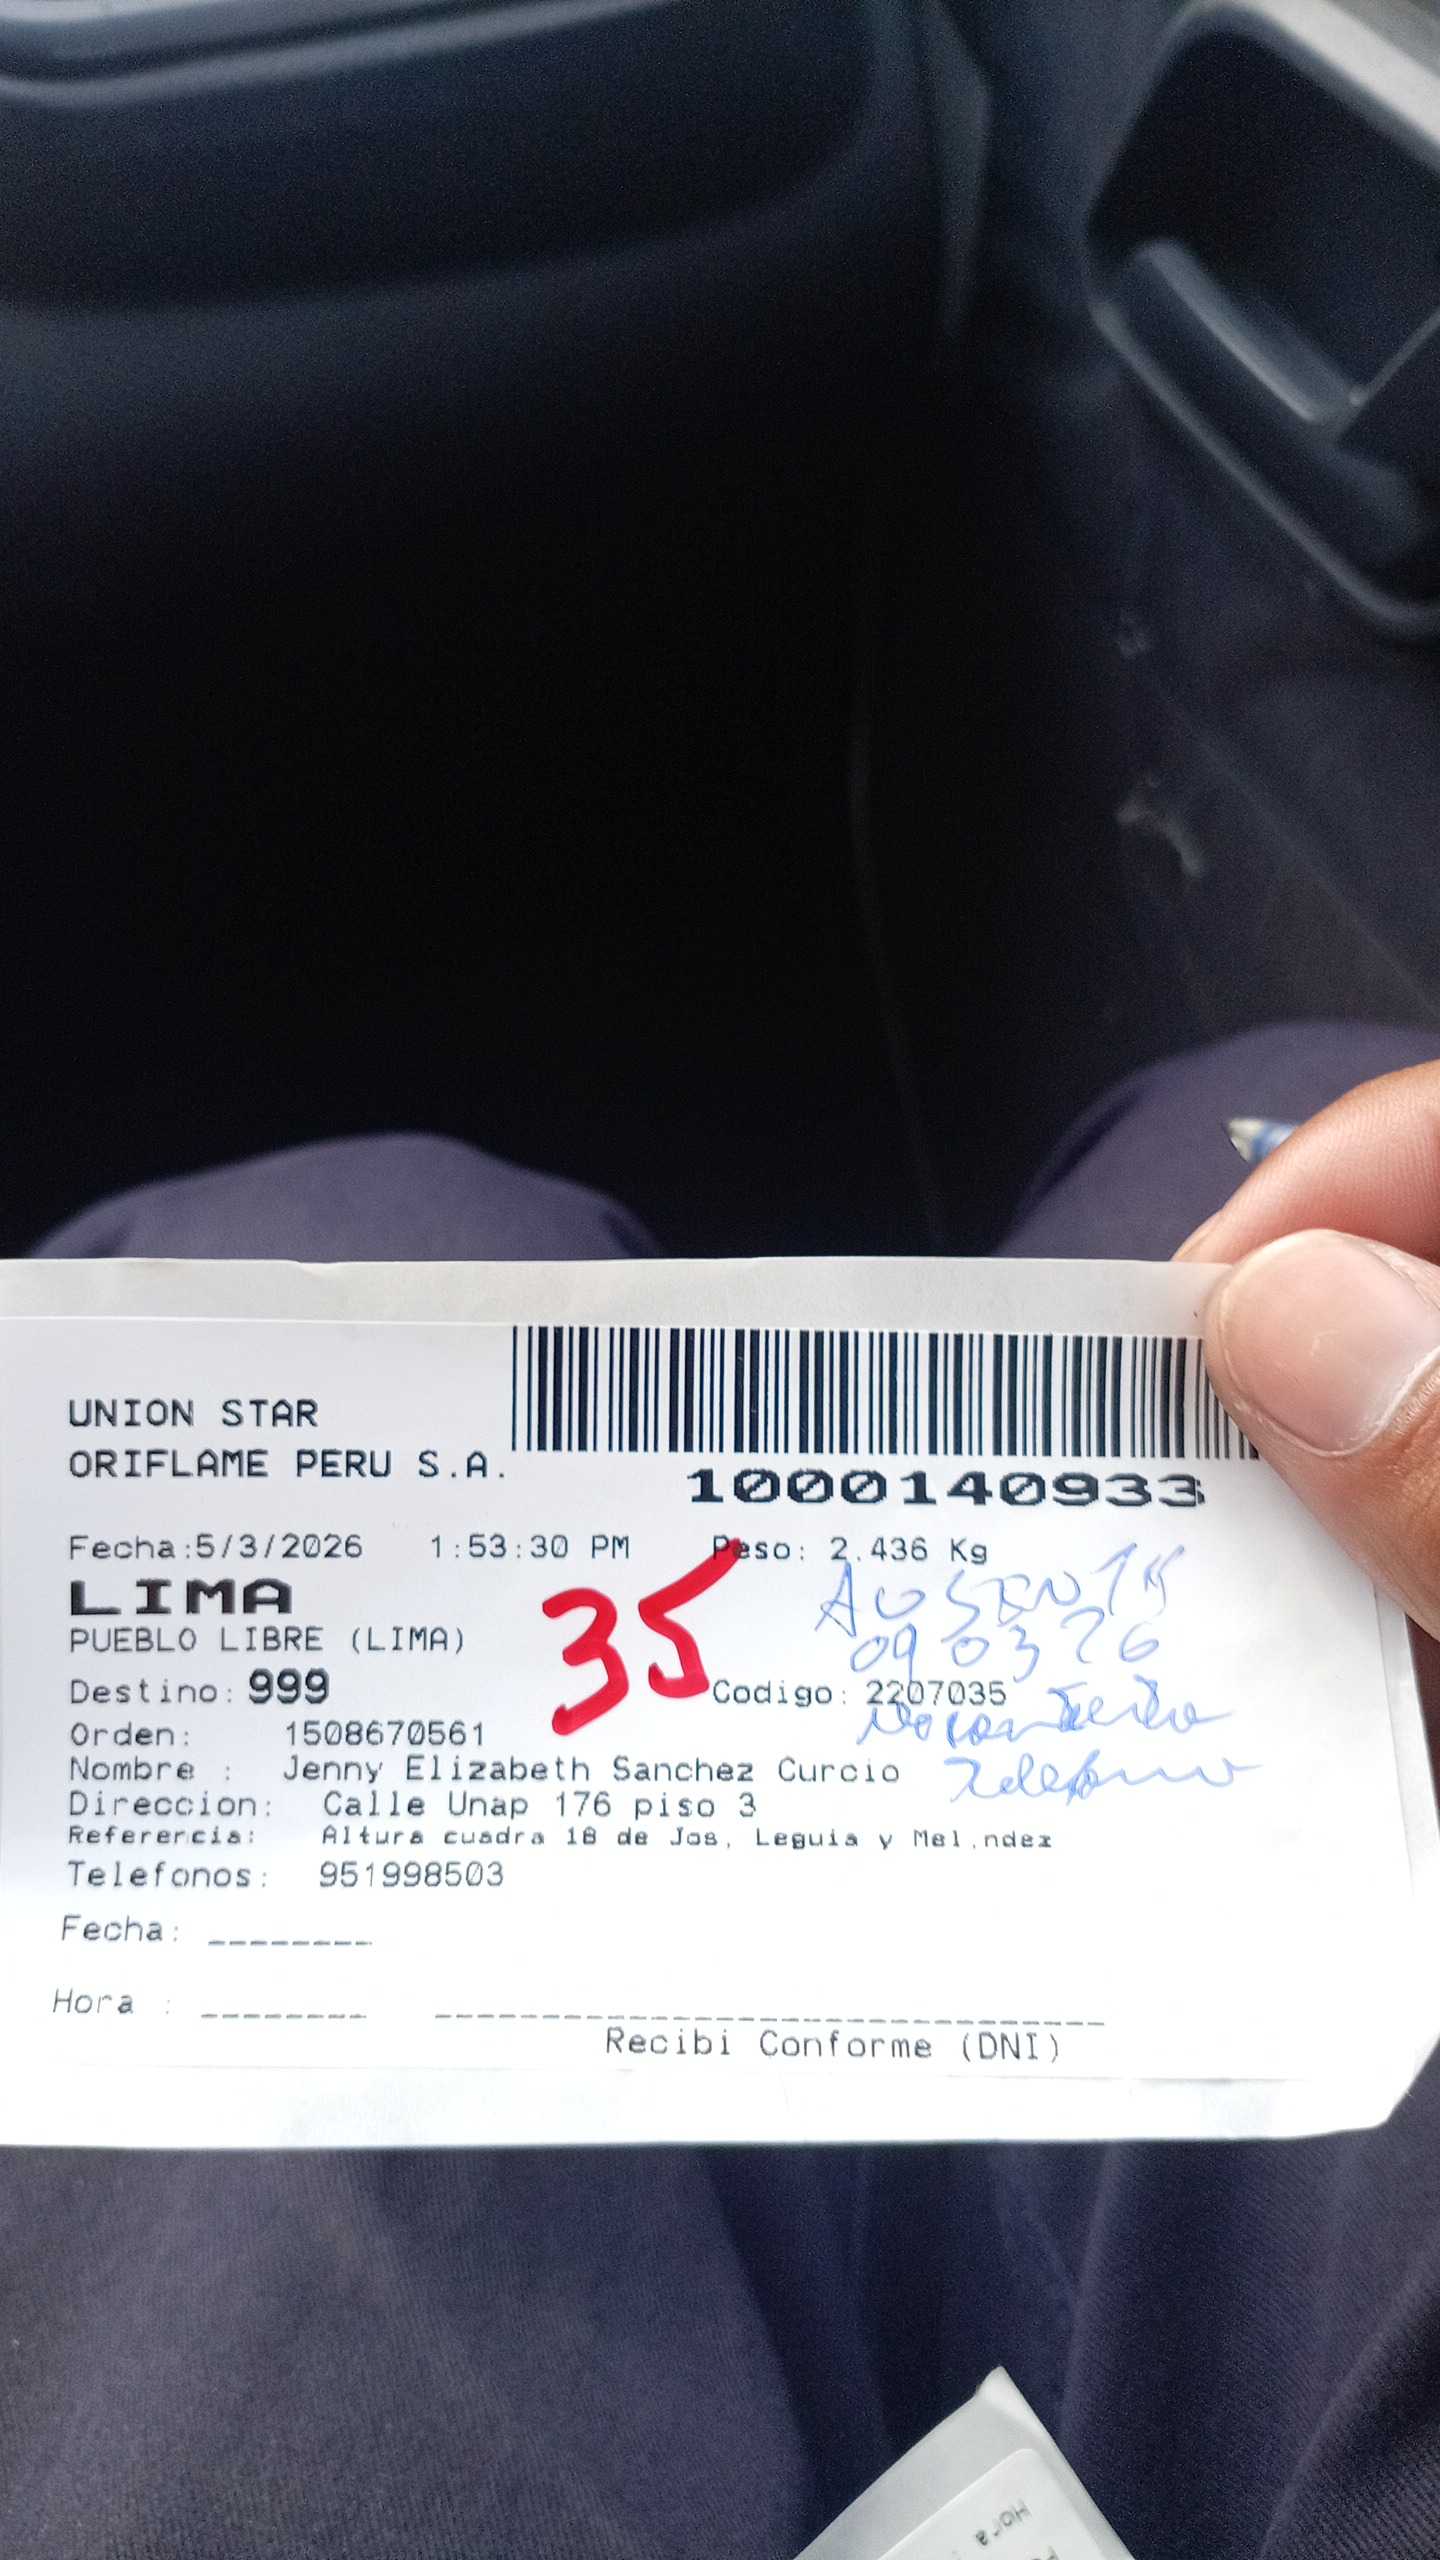 UNION STAR
ORIFLAME PERU S.A.
1000140933
Fecha:5/3/2026 1:53:30 PM Peso: 2.436 Kg
LIMA
35
AUSENTE
PUEBLO LIBRE (LIMA)
09 03 26
Destino: 999 Codigo: 2207035
No contesta
Orden: 1508670561
Nombre : Jenny Elizabeth Sanchez Curcio
Telefono
Direccion: Calle Unap 176 piso 3
Referercia: Altura cuadra 18 de Jos, Leguia y Mel,ndez
Telefonos: 951998503
Fecha:
Hora :
Recibi Conforme (DNI)
Hora